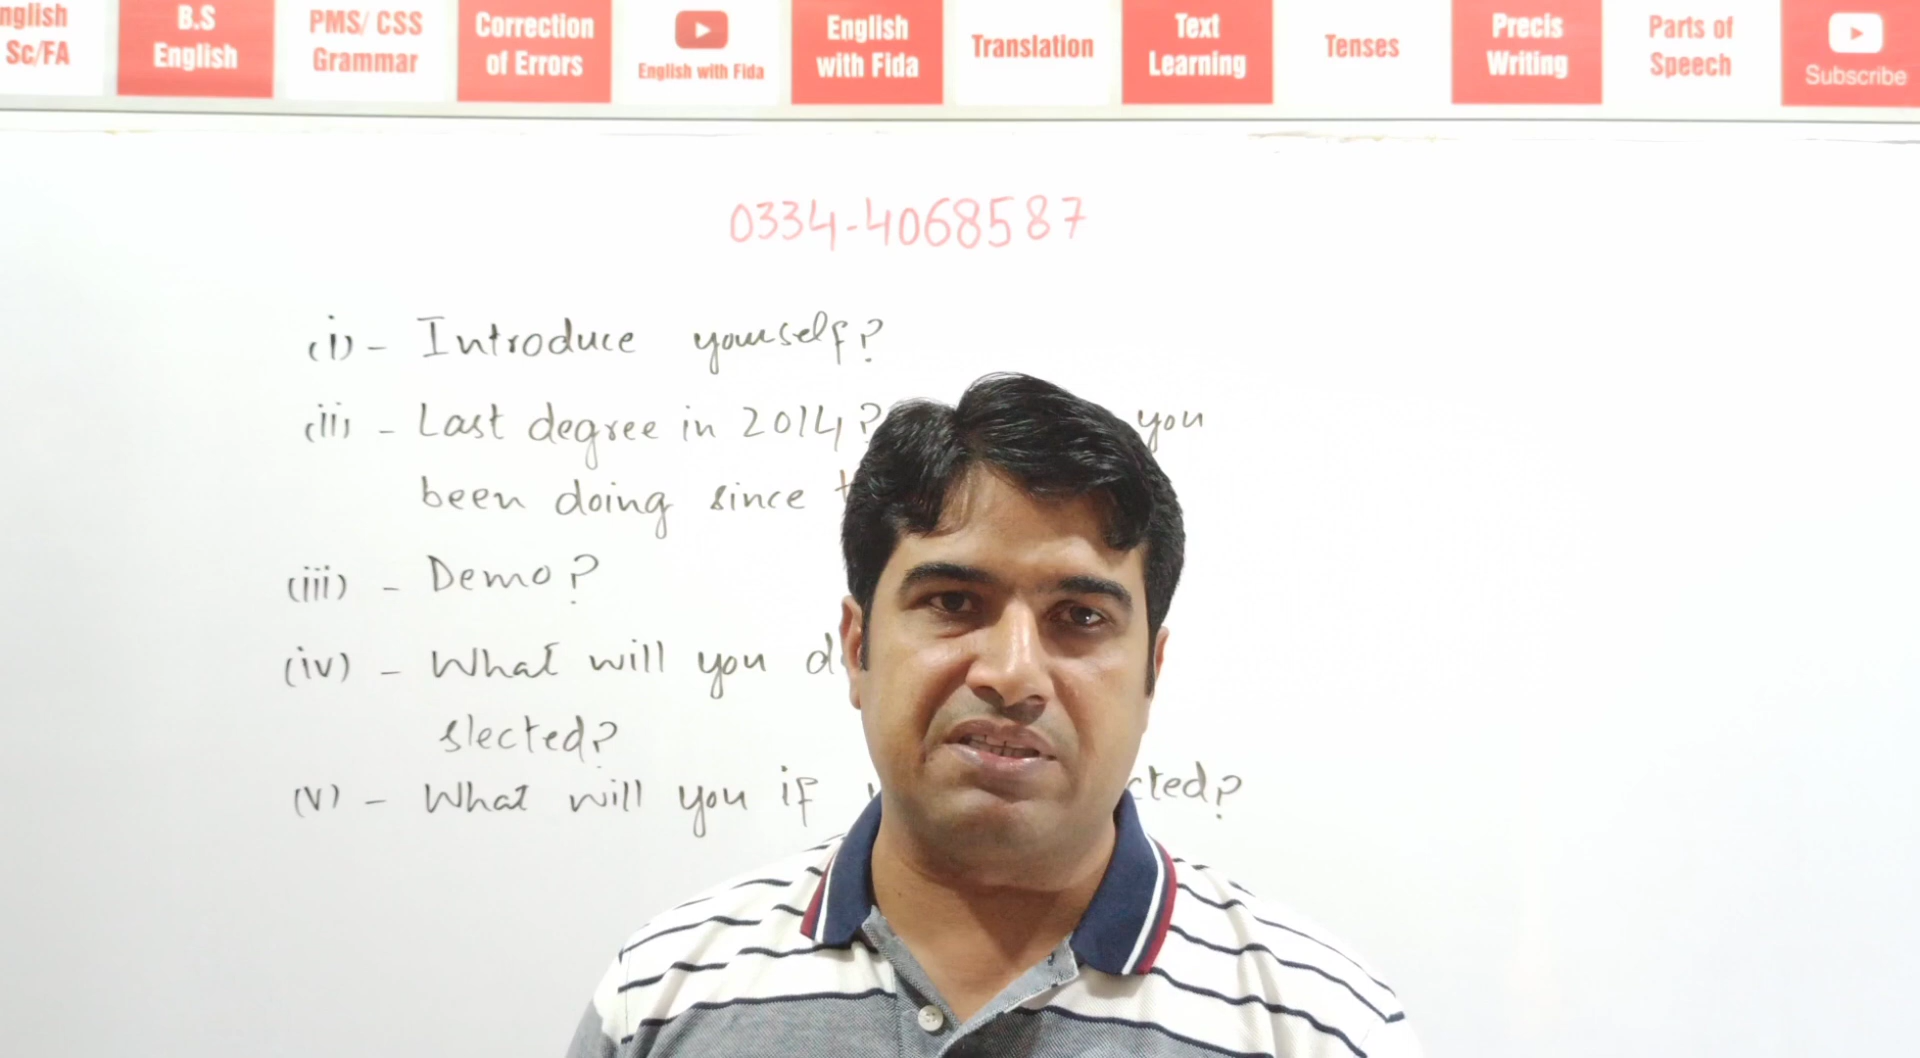 nglish
Sc/FA
B.S
English
PMS/ CSS
Grammar
Correction
of Errors
English with Fida
English
with Fida
Translation
Text
Learning
Tenses
Precis
Writing
Parts of
Speech
Subscribe
0334-4068587
(i) - Introduce yourself?
(ii) - Last degree in 2014? you
been doing since
(iii) - Demo?
(iv) - What will you
slected?
(v) - What will you if cted?